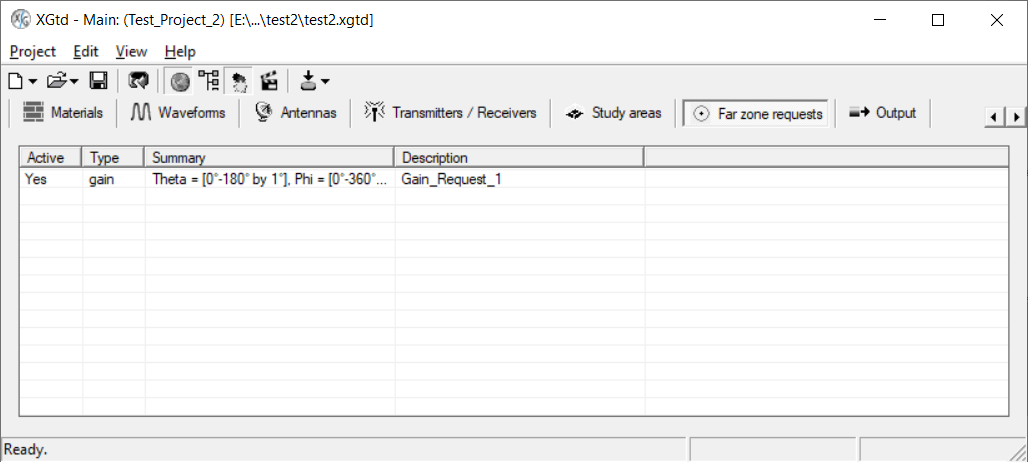 XGtd - Main: (Test_Project_2) [E:\...\test2\test2.xgtd]
Project Edit View Help
Materials Waveforms Antennas Transmitters / Receivers Study areas Far zone requests Output
Active Type Summary Description
Yes gain Theta = [0°-180° by 1°], Phi = [0°-360°... Gain_Request_1
Ready.